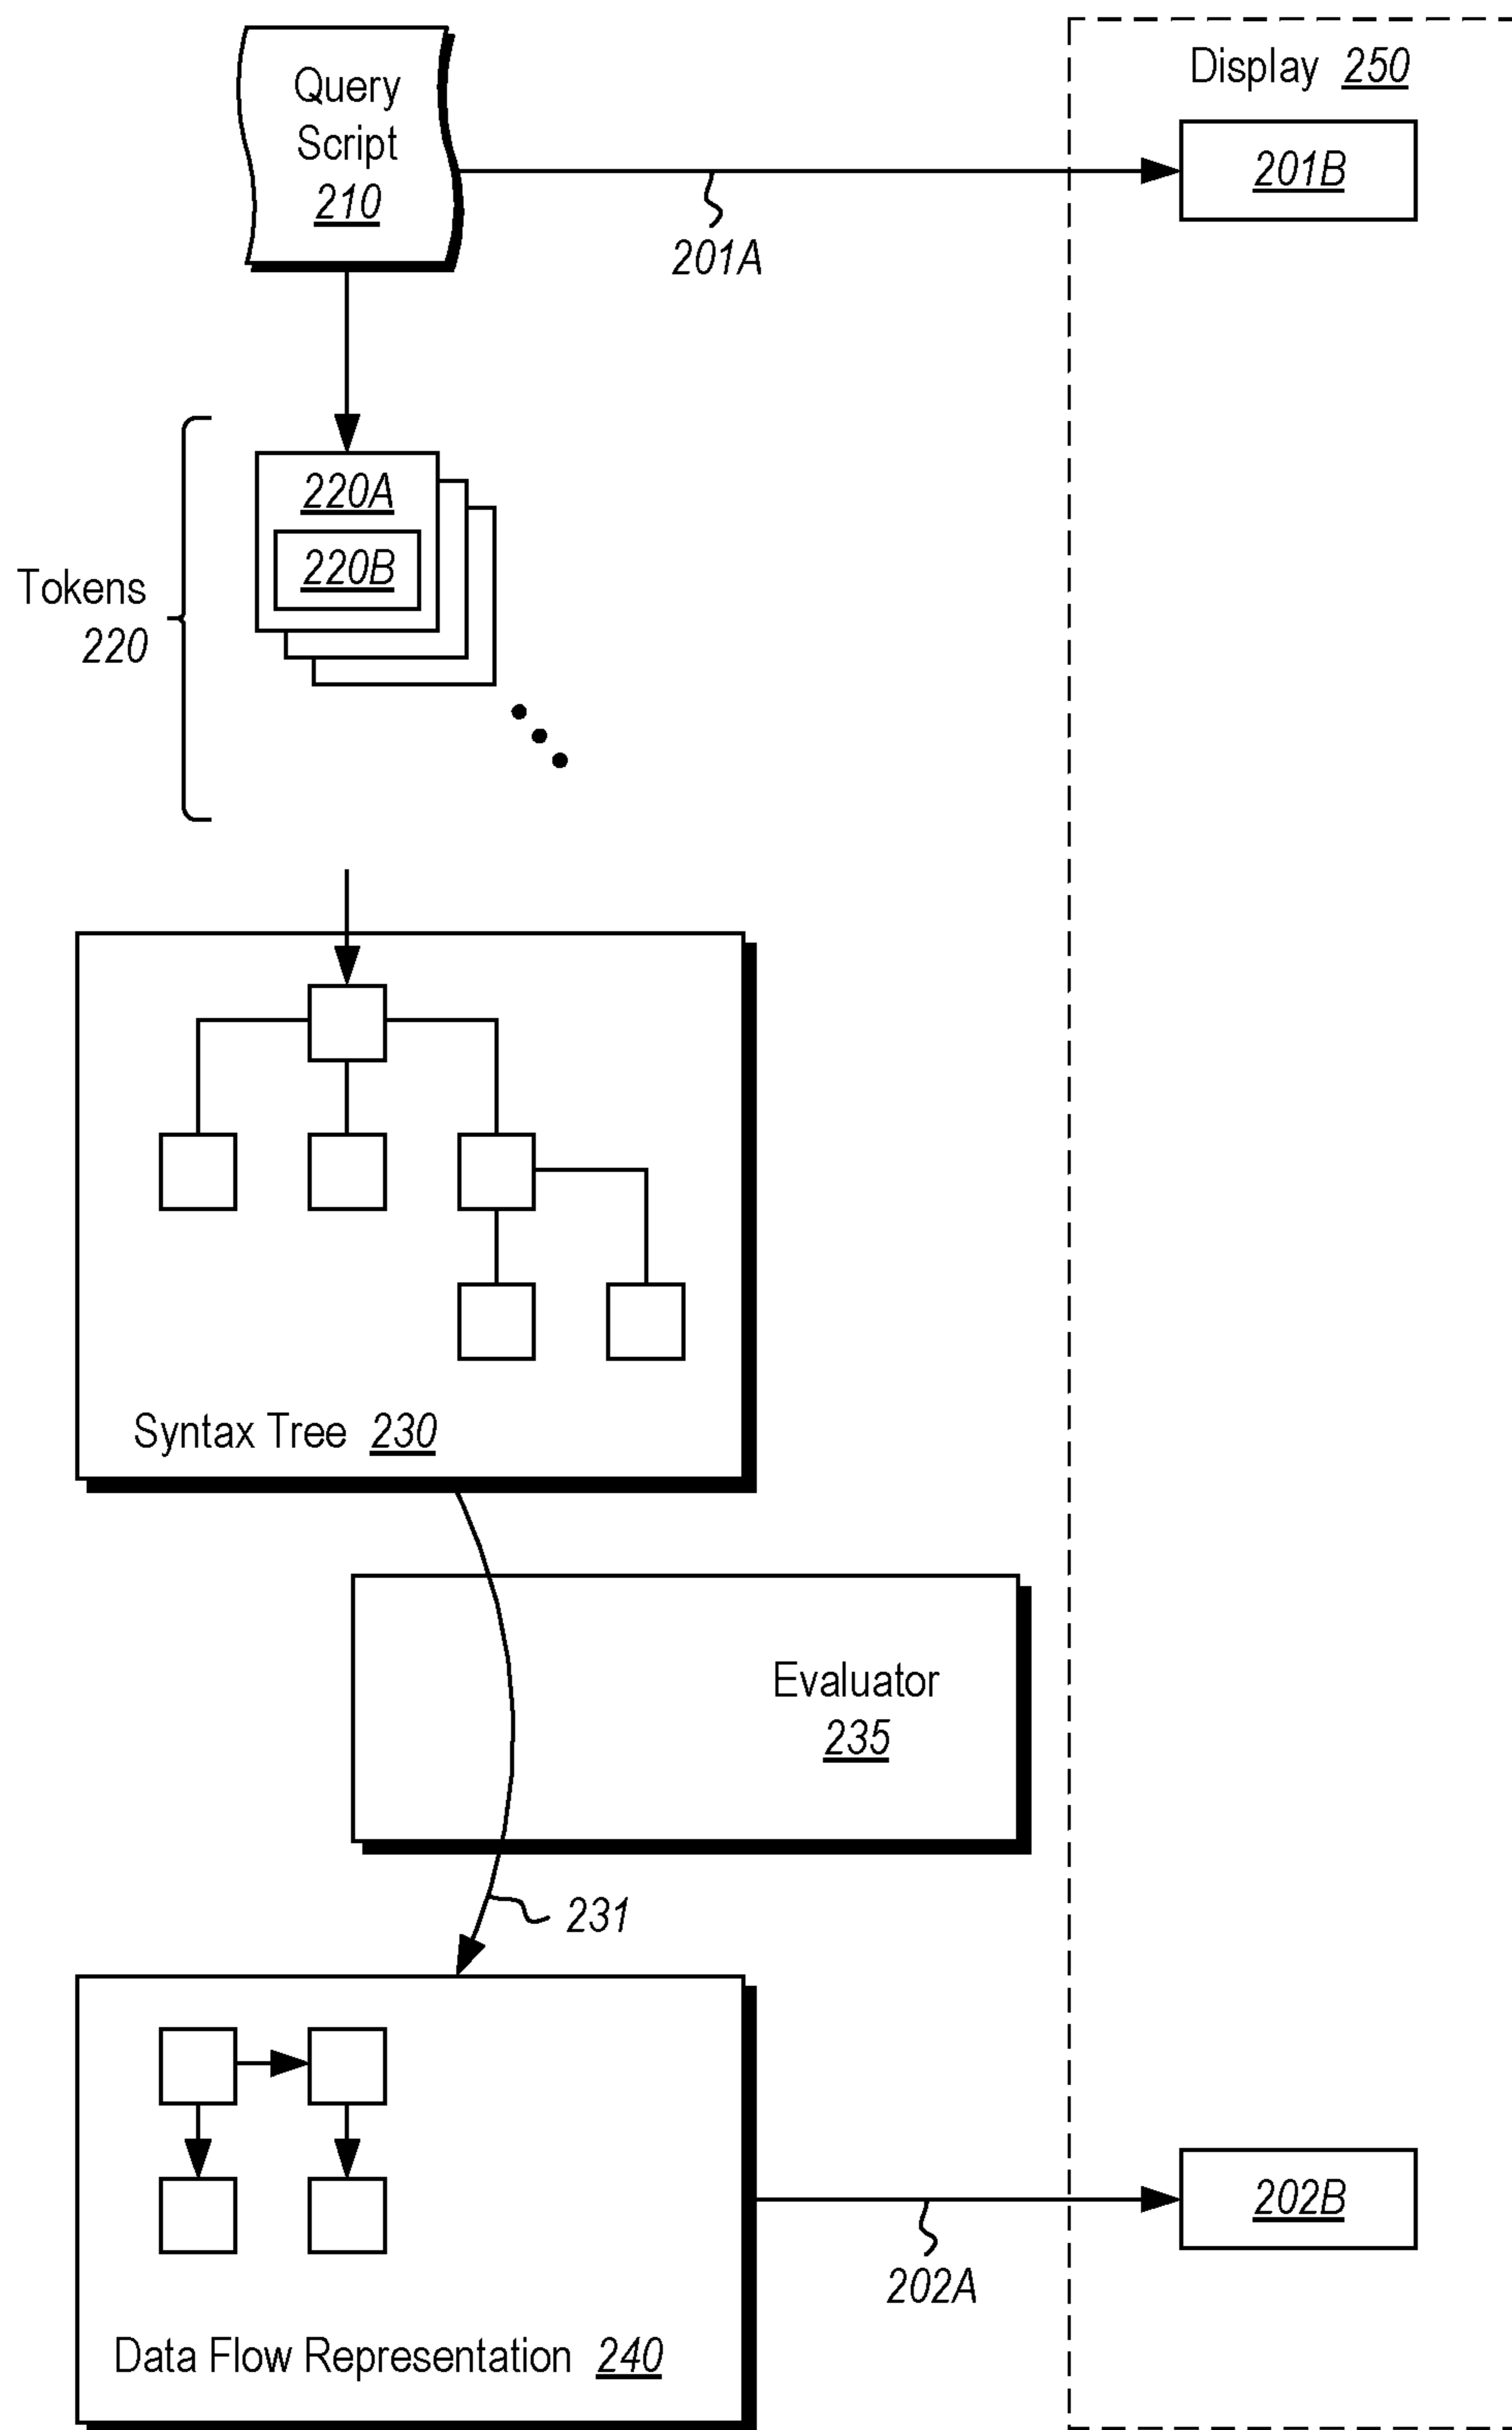 Query
Script
210
Display 250
201B
201A
220A
220B
Tokens
220
Syntax Tree 230
Evaluator
235
231
202B
202A
Data Flow Representation 240